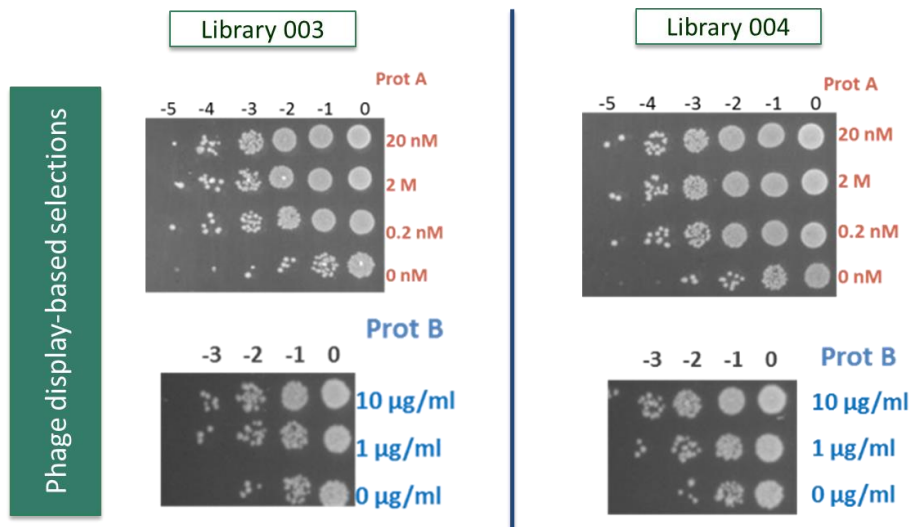 Library 003
Library 004
Phage display-based selections
Prot A
-5 -4 -3 -2 -1 0
20 nM
2 M
0.2 nM
0 nM
Prot A
-5 -4 -3 -2 -1 0
20 nM
2 M
0.2 nM
0 nM
Prot B
-3 -2 -1 0
10 µg/ml
1 µg/ml
0 µg/ml
Prot B
-3 -2 -1 0
10 µg/ml
1 µg/ml
0 µg/ml